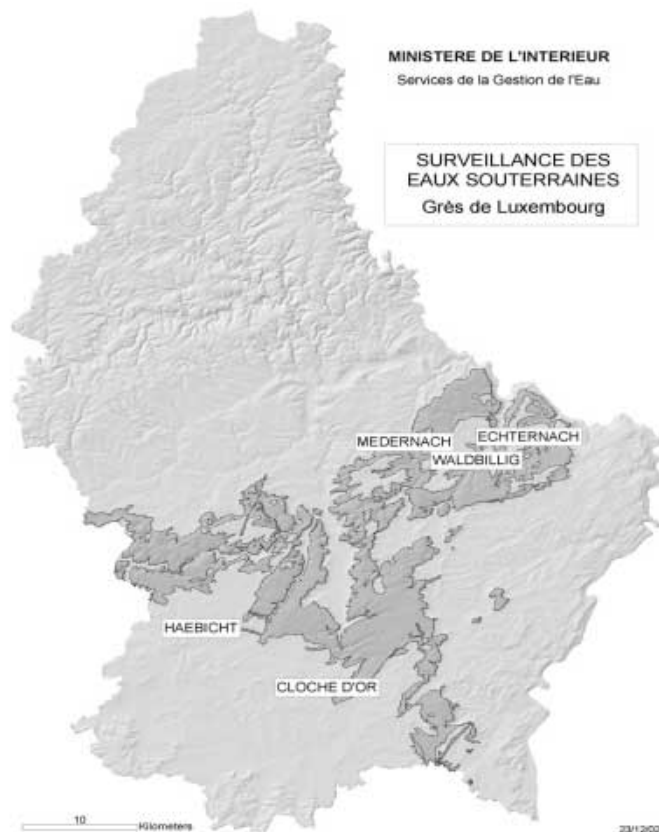 MINISTERE DE L'INTERIEUR
Services de la Gestion de l'Eau
SURVEILLANCE DES
EAUX SOUTERRAINES
Grès de Luxembourg
MEDERNACH
ECHTERNACH
WALDBILLIG
HAEBICHT
CLOCHE D'OR
10
Kilometers